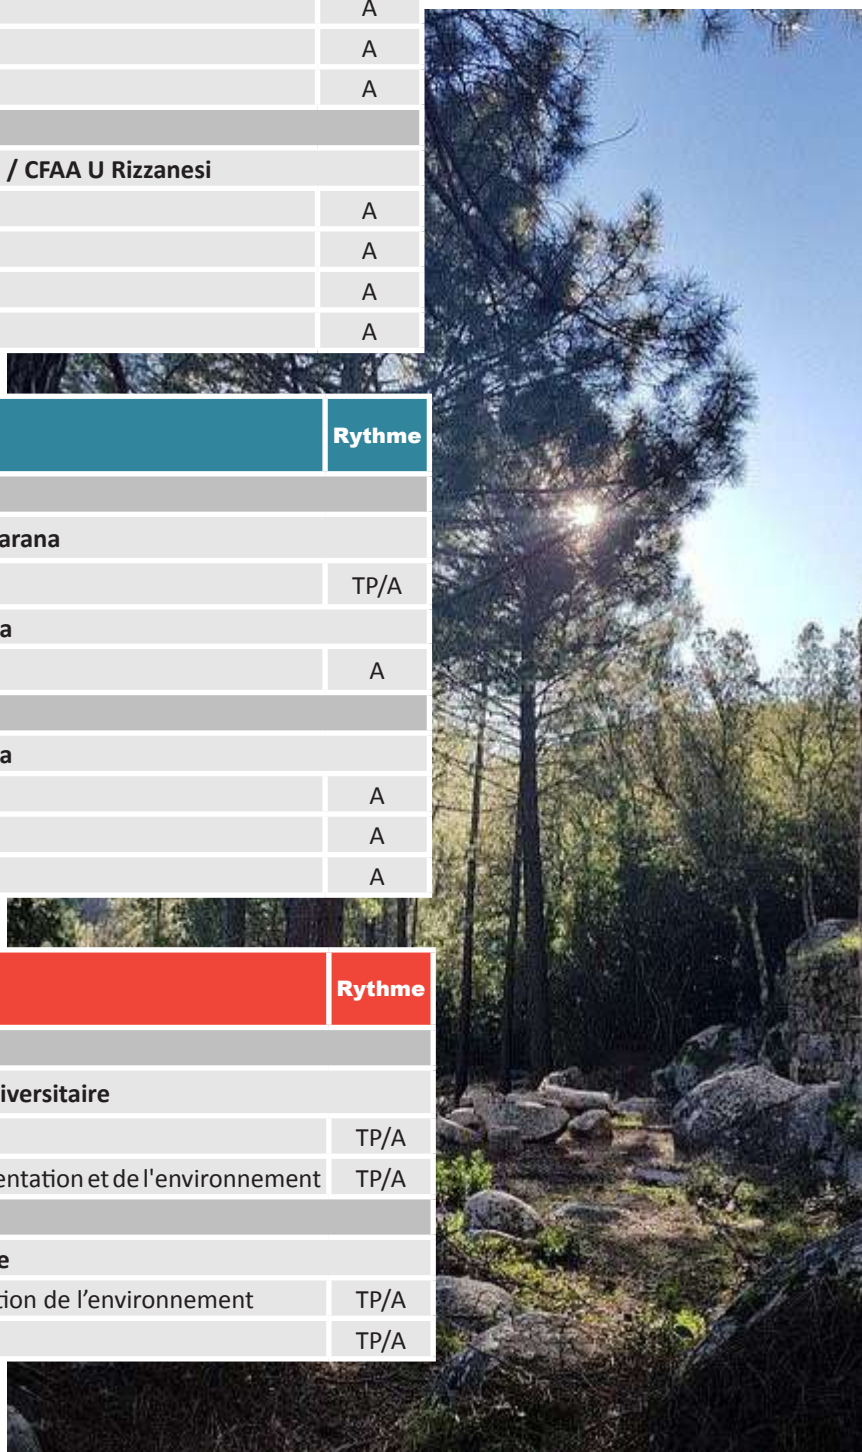 A
A
A
/ CFAA U Rizzanesi
A
A
A
A
Rythme
arana
TP/A
a
A
a
A
A
A
Rythme
iversitaire
TP/A
entation et de l'environnement TP/A
e
tion de l’environnement TP/A
TP/A